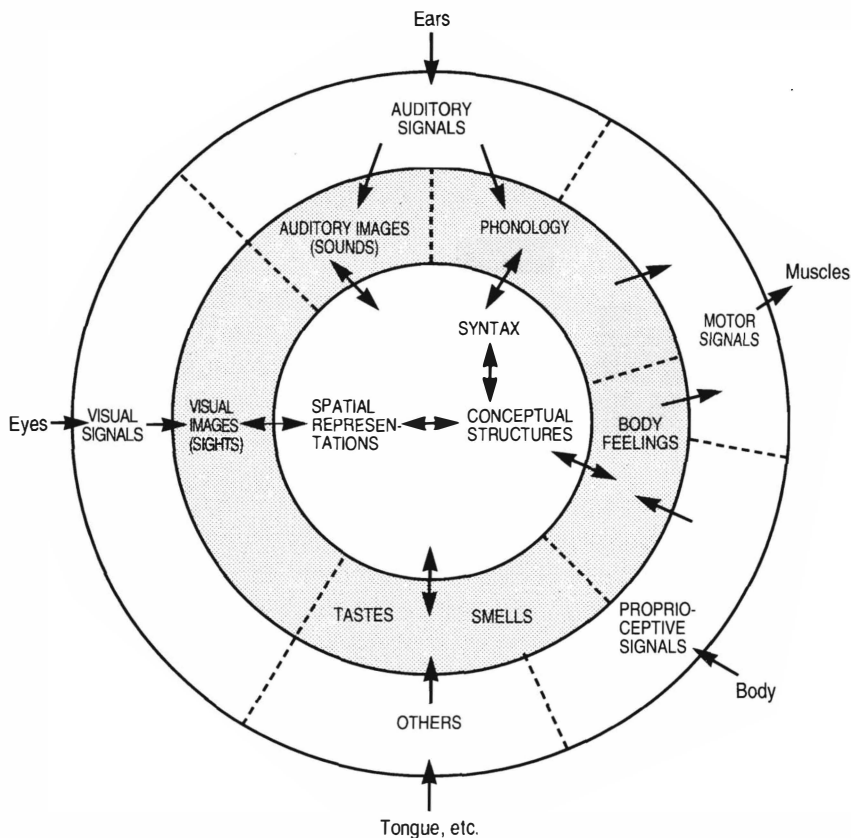 Ears
AUDITORY
SIGNALS
AUDITORY IMAGES
(SOUNDS)
PHONOLOGY
Muscles
MOTOR
SIGNALS
SYNTAX
Eyes
VISUAL
SIGNALS
VISUAL
IMAGES
(SIGHTS)
SPATIAL
REPRESEN-
TATIONS
CONCEPTUAL
STRUCTURES
BODY
FEELINGS
TASTES
SMELLS
PROPRIO-
CEPTIVE
SIGNALS
Body
OTHERS
Tongue, etc.